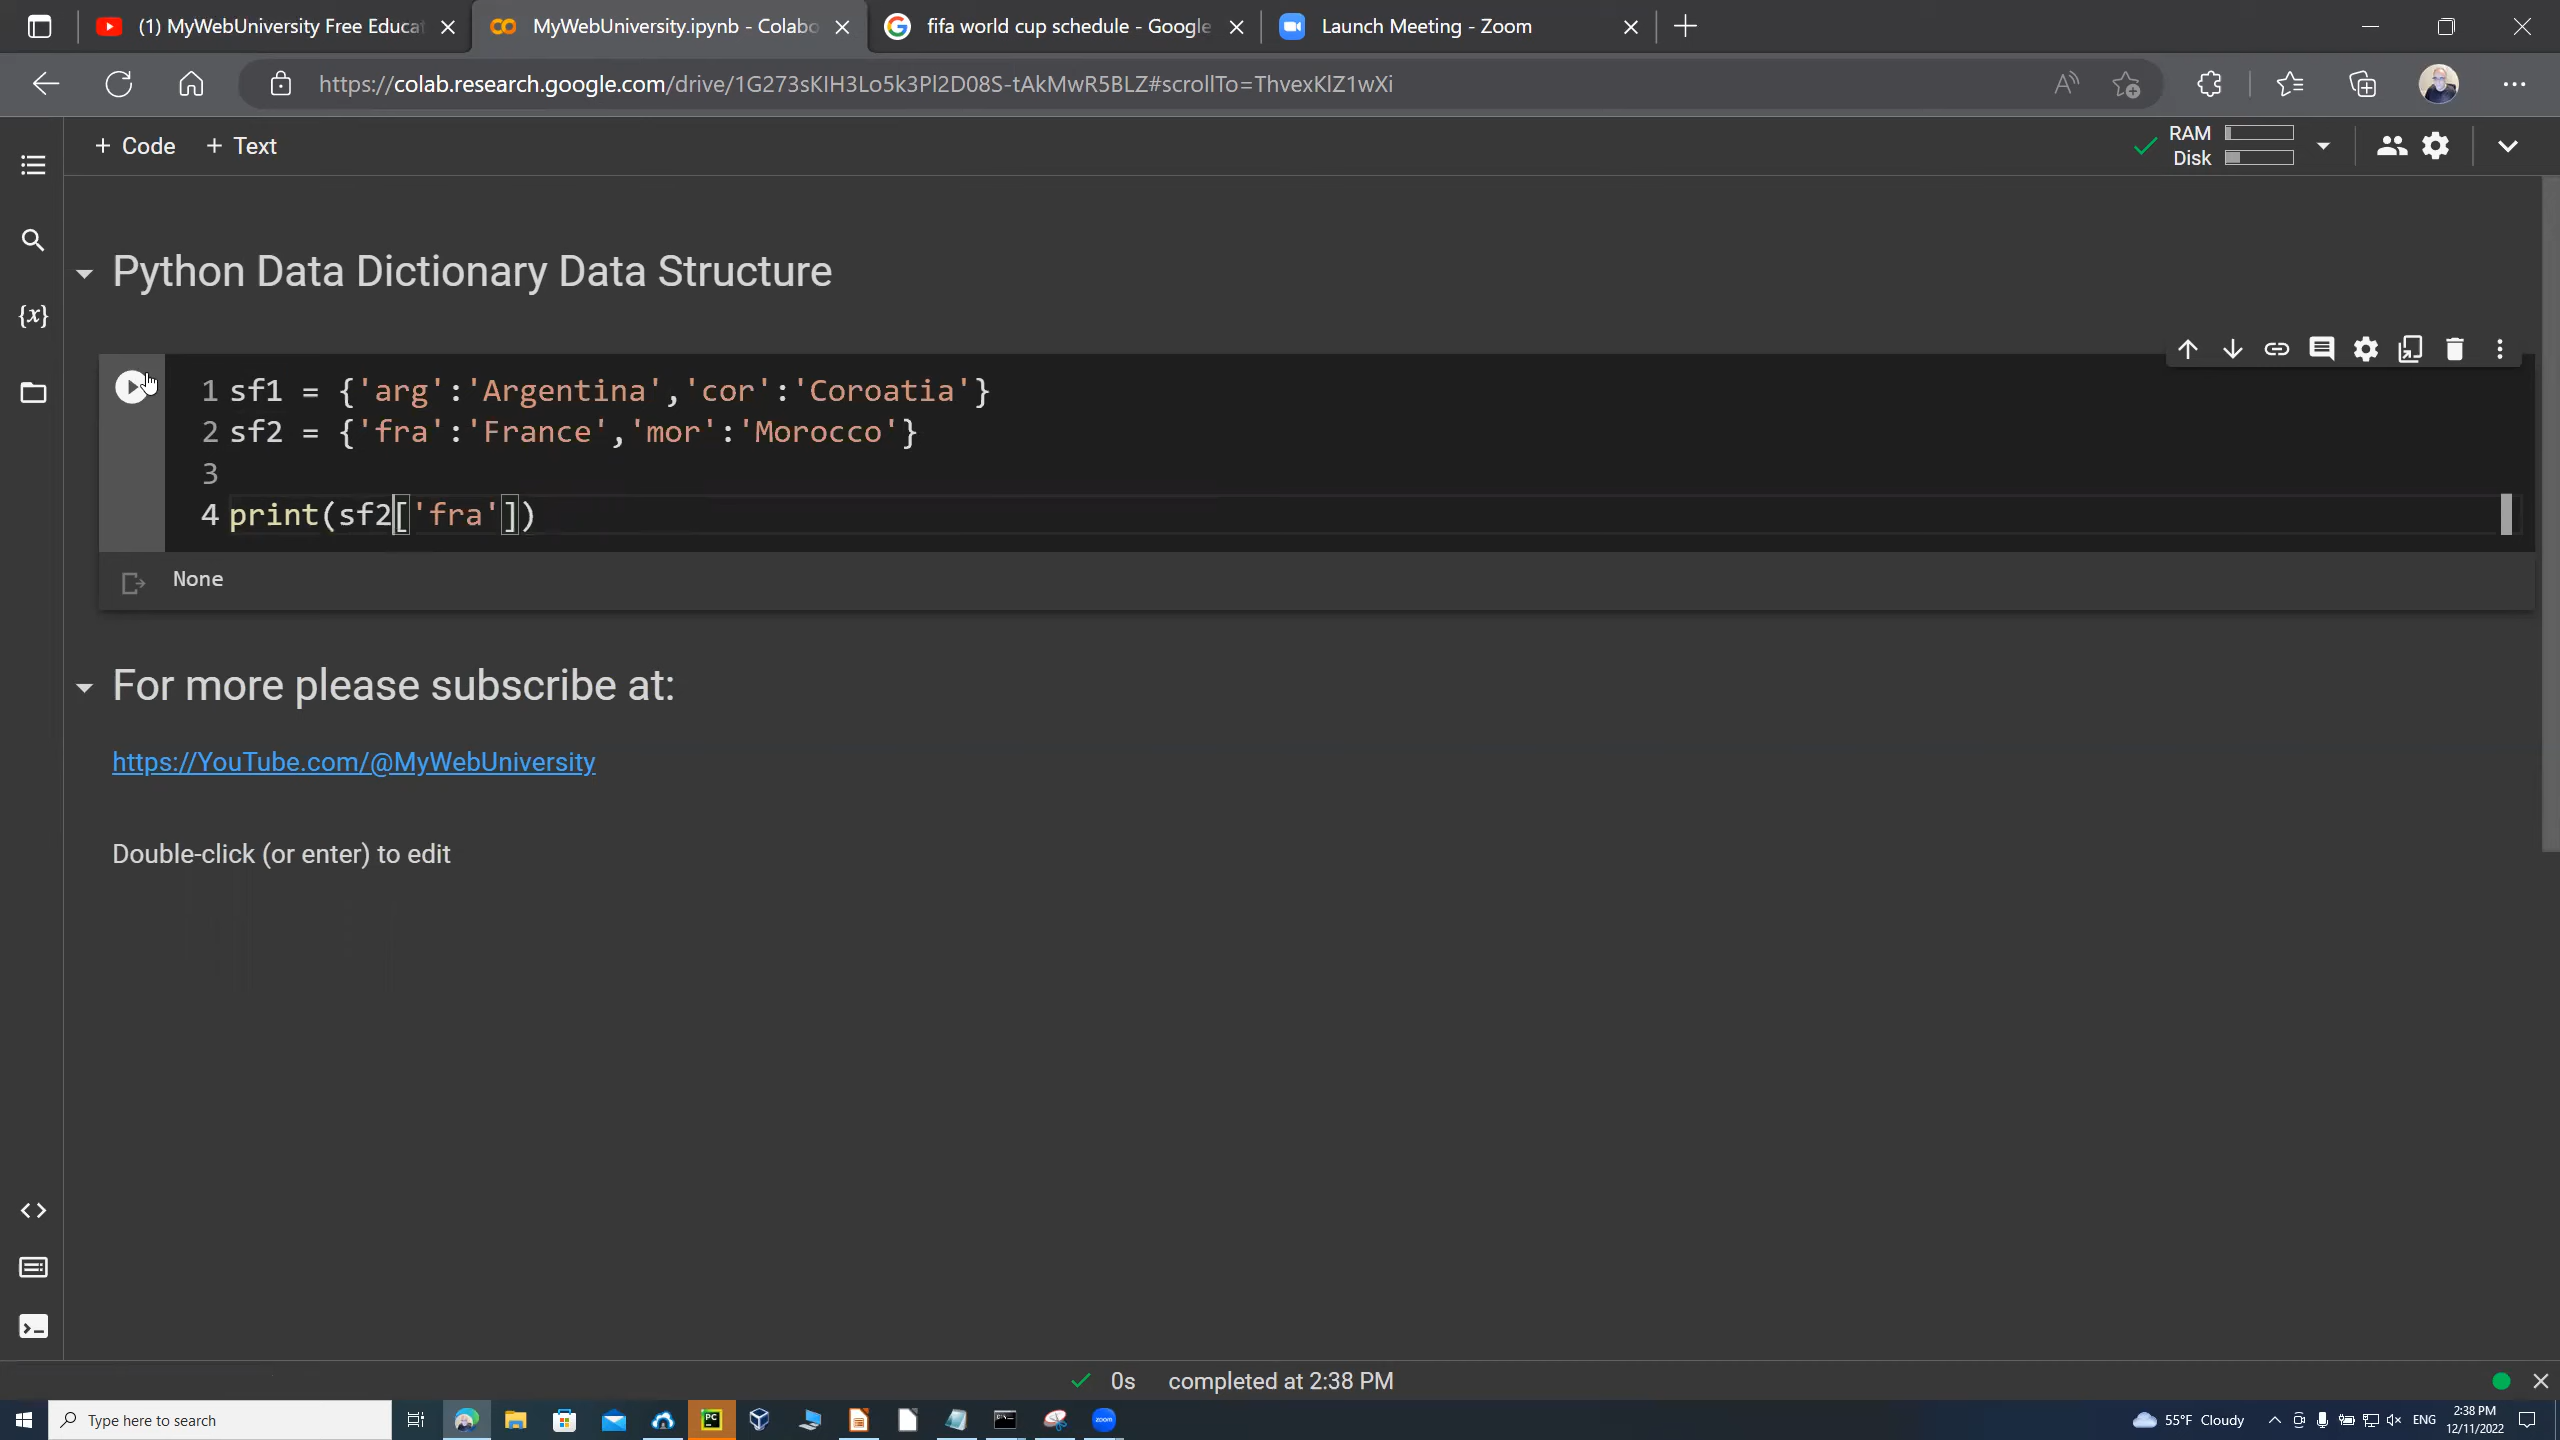 (1) MyWebUniversity Free Educat
MyWebUniversity.ipynb - Colabo
fifa world cup schedule - Google
Launch Meeting - Zoom
https://colab.research.google.com/drive/1G273sKIH3Lo5k3Pl2D08S-tAkMwR5BLZ#scrollTo=ThvexKlZ1wXi
+ Code + Text
RAM
Disk
Python Data Dictionary Data Structure
1 sf1 = {'arg':'Argentina','cor':'Coroatia'}
2 sf2 = {'fra':'France','mor':'Morocco'}
3
4 print(sf2['fra'])
None
For more please subscribe at:
https://YouTube.com/@MyWebUniversity
Double-click (or enter) to edit
0s completed at 2:38 PM
Type here to search
PC
zoom
55°F Cloudy
ENG
2:38 PM
12/11/2022